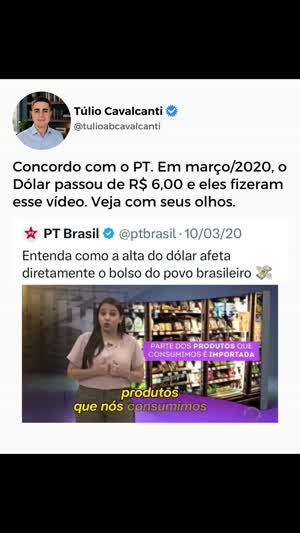 Túlio Cavalcanti
@tulioabcavalcanti
Concordo com o PT. Em março/2020, o
Dólar passou de R$ 6,00 e eles fizeram
esse vídeo. Veja com seus olhos.
PT Brasil @ptbrasil · 10/03/20
Entenda como a alta do dólar afeta
diretamente o bolso do povo brasileiro 💸
PARTE DOS PRODUTOS QUE
CONSUMIMOS É IMPORTADA
produtos
que nós consumimos